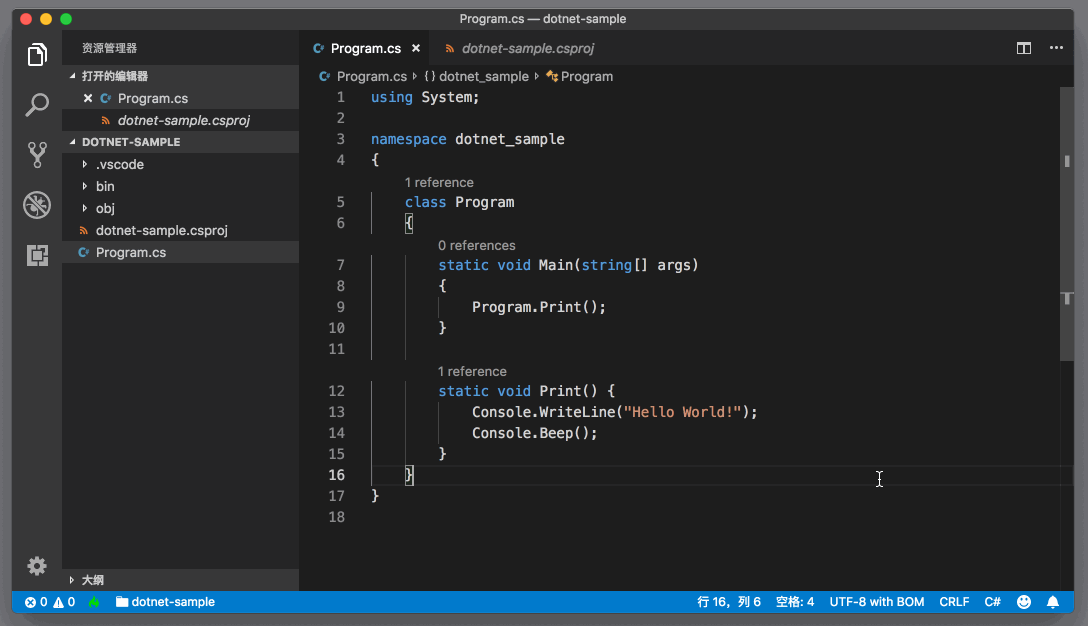 Program.cs — dotnet-sample
资源管理器
打开的编辑器
Program.cs
dotnet-sample.csproj
DOTNET-SAMPLE
.vscode
bin
obj
dotnet-sample.csproj
Program.cs
大纲
Program.cs
dotnet-sample.csproj
Program.cs {} dotnet_sample Program
1 using System;
2
3 namespace dotnet_sample
4 {
1 reference
5 class Program
6 {
0 references
7 static void Main(string[] args)
8 {
9 Program.Print();
10 }
11
1 reference
12 static void Print() {
13 Console.WriteLine("Hello World!");
14 Console.Beep();
15 }
16 }
17 }
18
0 0 dotnet-sample 行 16，列 6 空格: 4 UTF-8 with BOM CRLF C#